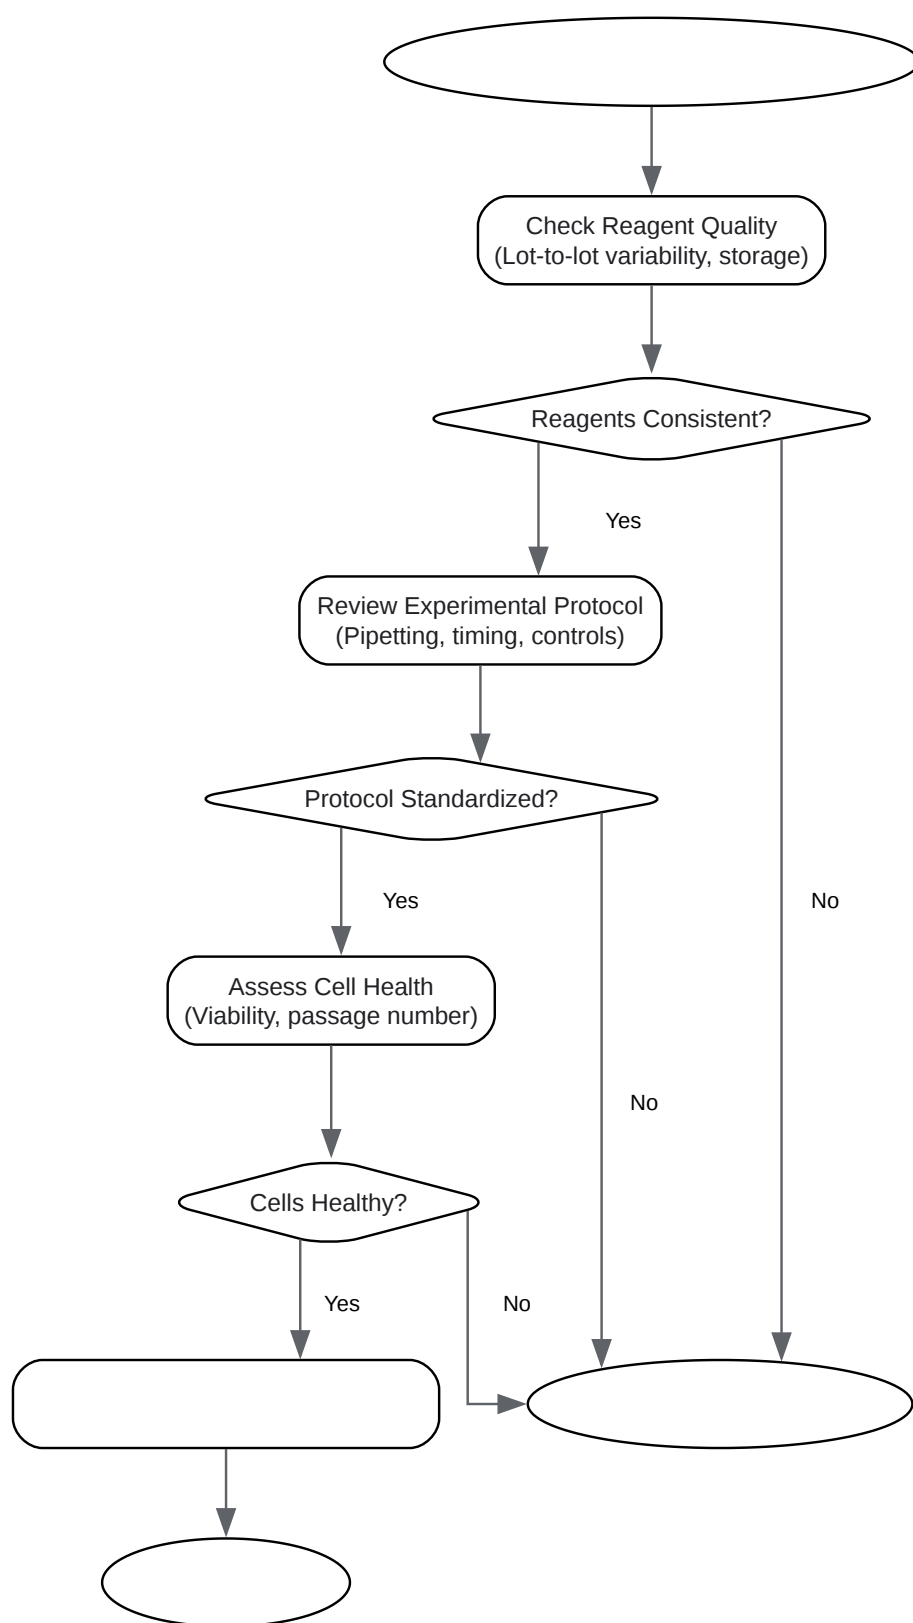 Check Reagent Quality
(Lot-to-lot variability, storage)
Reagents Consistent?
Yes
Review Experimental Protocol
(Pipetting, timing, controls)
Protocol Standardized?
Yes
No
Assess Cell Health
(Viability, passage number)
No
Cells Healthy?
Yes
No